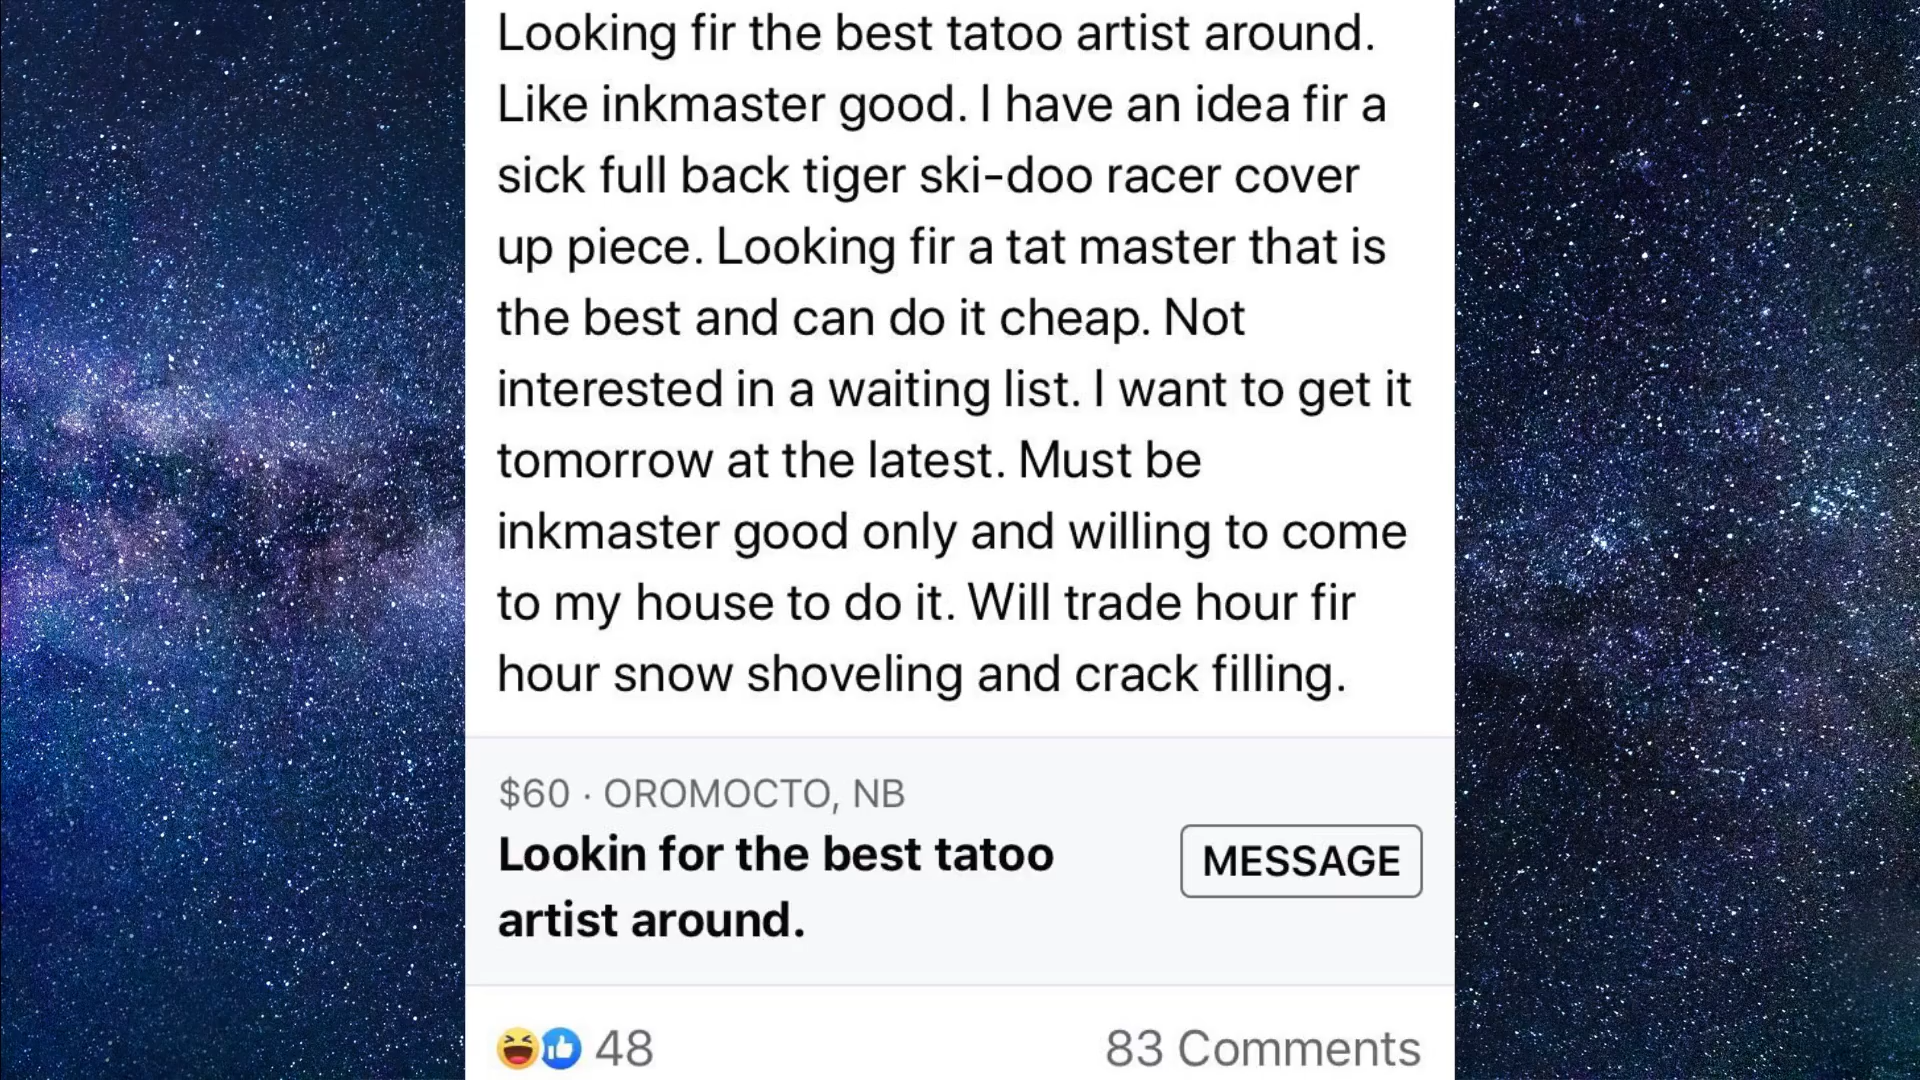 Looking fir the best tatoo artist around.
Like inkmaster good. I have an idea fir a
sick full back tiger ski-doo racer cover
up piece. Looking fir a tat master that is
the best and can do it cheap. Not
interested in a waiting list. I want to get it
tomorrow at the latest. Must be
inkmaster good only and willing to come
to my house to do it. Will trade hour fir
hour snow shoveling and crack filling.
$60 · OROMOCTO, NB
Lookin for the best tatoo
artist around.
MESSAGE
48
83 Comments